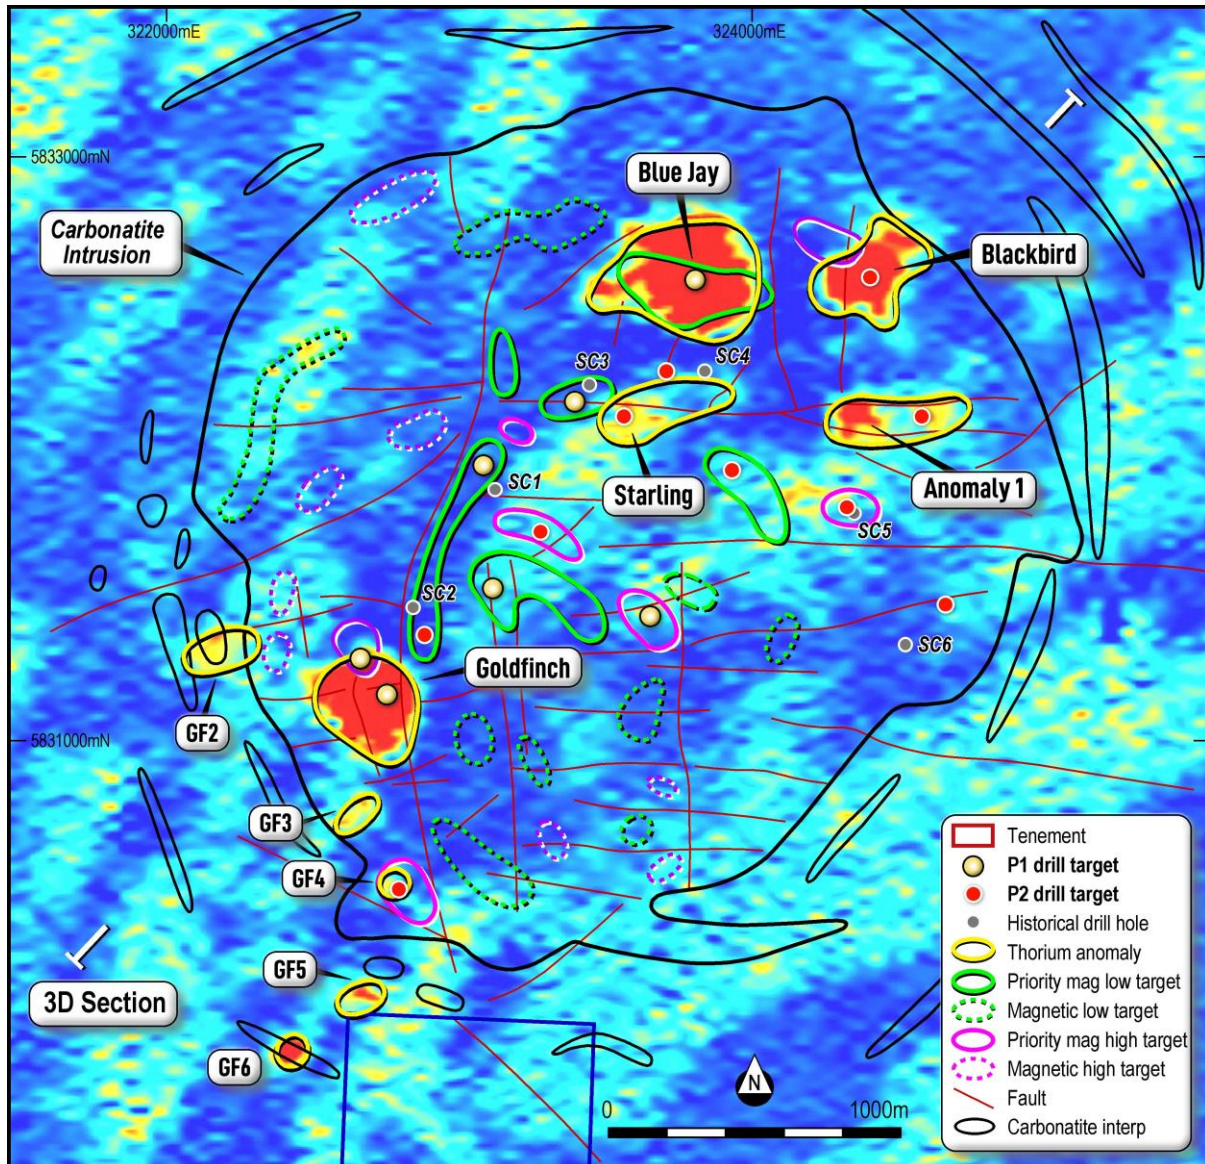 322000mE
324000mE
5833000mN
Blue Jay
Carbonatite
Intrusion
Blackbird
SC3
SC4
SC1
Starling
Anomaly 1
SC5
SC2
SC6
Goldfinch
GF2
5831000mN
GF3
GF4
GF5
3D Section
GF6
N
0
1000m
Tenement
P1 drill target
P2 drill target
Historical drill hole
Thorium anomaly
Priority mag low target
Magnetic low target
Priority mag high target
Magnetic high target
Fault
Carbonatite interp